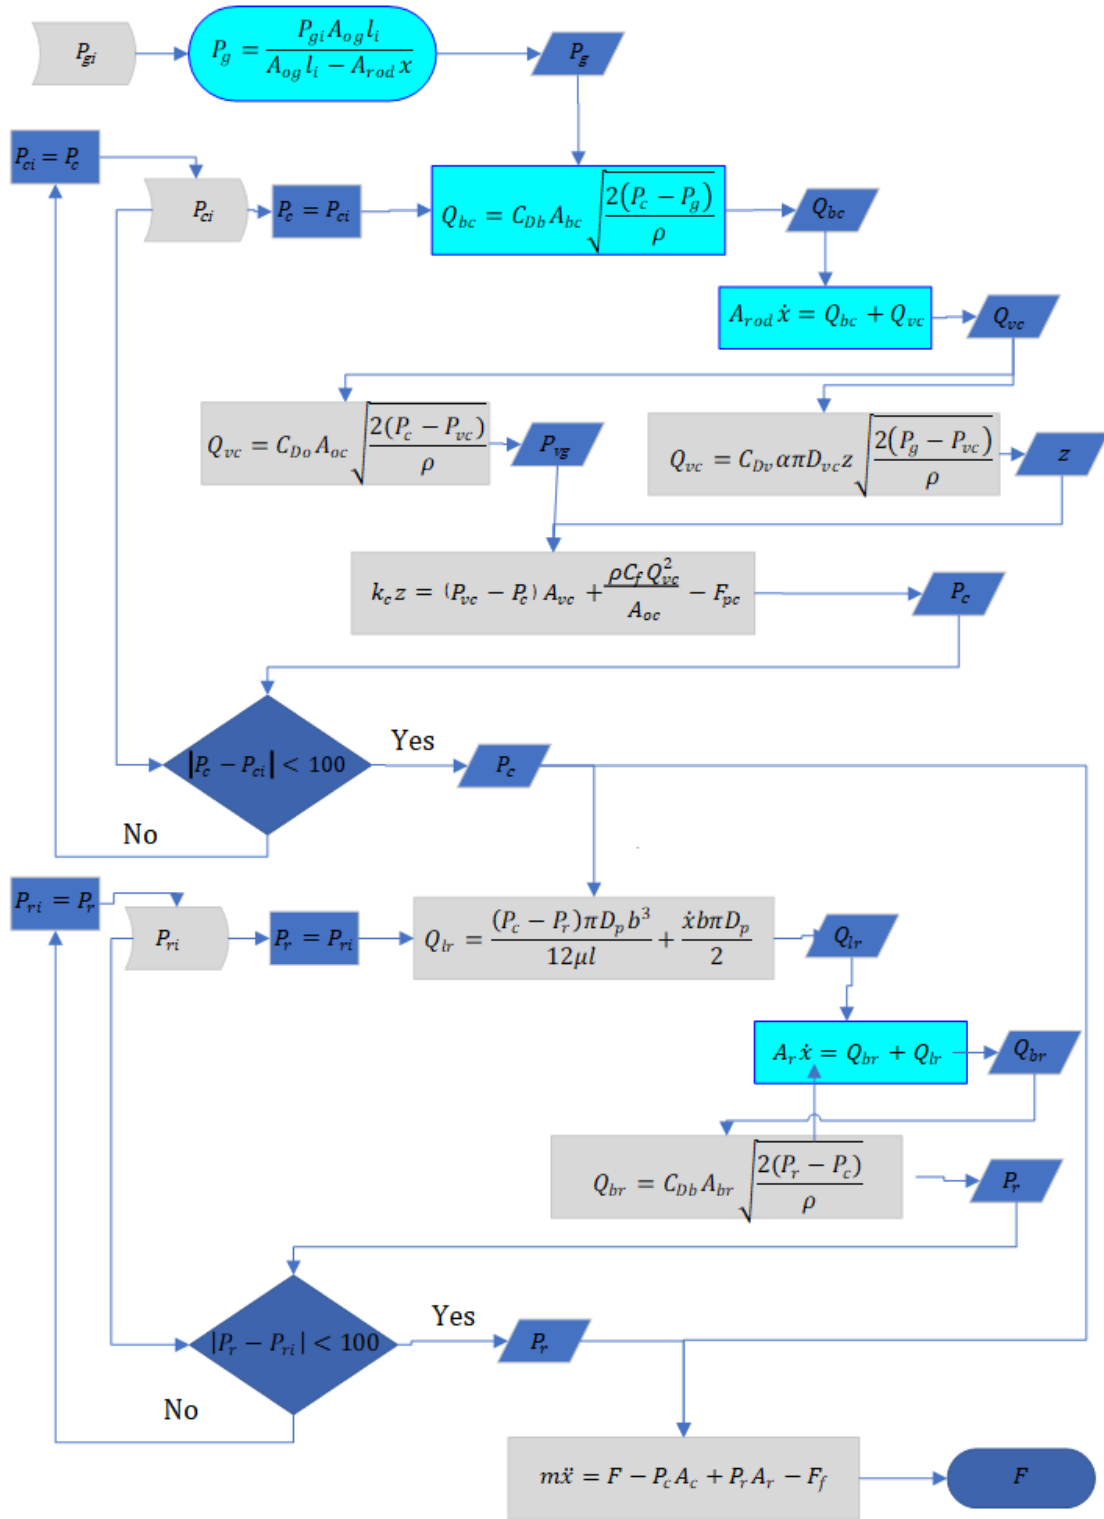 P_gi
P_g = P_gi A_og l_i / (A_og l_i − A_rod x)
P_g
P_ci = P_c
P_ci
P_c = P_ci
Q_bc = C_Db A_bc √(2(P_c − P_g) / ρ)
Q_bc
A_rod ẋ = Q_bc + Q_vc
Q_vc
Q_vc = C_Do A_oc √(2(P_c − P_vc) / ρ)
P_vg
Q_vc = C_Dv απD_vc z √(2(P_g − P_vc) / ρ)
z
k_c z = (P_vc − P_c) A_vc + ρC_f Q_vc^2 / A_oc − F_pc
P_c
|P_c − P_ci| < 100
Yes
P_c
No
P_ri = P_r
P_ri
P_r = P_ri
Q_lr = (P_c − P_r)πD_p b^3 / 12μl + ẋbπD_p / 2
Q_lr
A_r ẋ = Q_br + Q_lr
Q_br
Q_br = C_Db A_br √(2(P_r − P_c) / ρ)
P_r
|P_r − P_ri| < 100
Yes
P_r
No
mẍ = F − P_c A_c + P_r A_r − F_f
F